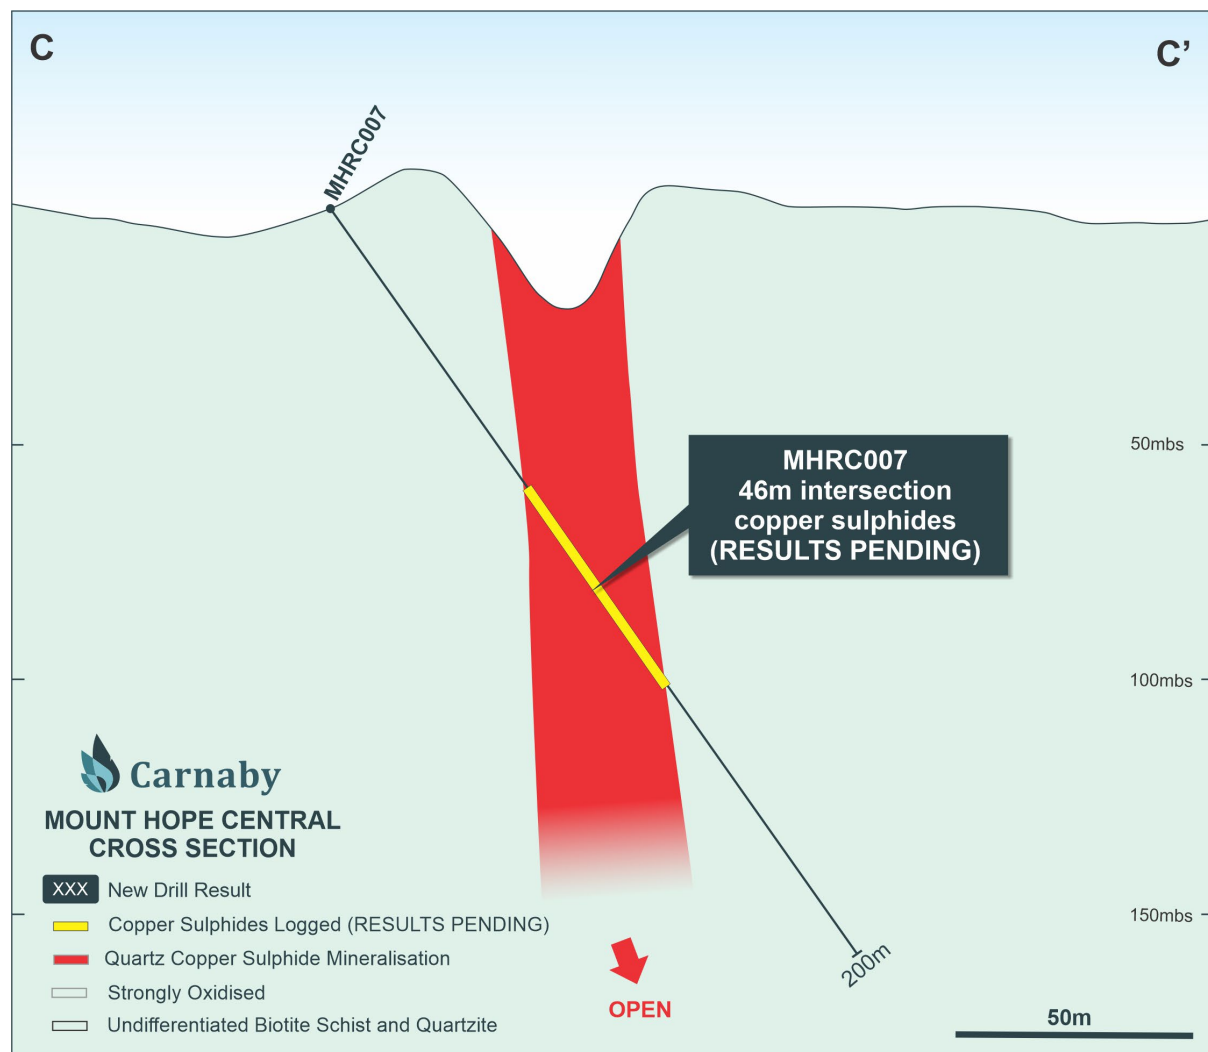 C
C’
MHRC007
50mbs
MHRC007
46m intersection
copper sulphides
(RESULTS PENDING)
100mbs
Carnaby
MOUNT HOPE CENTRAL
CROSS SECTION
XXX New Drill Result
Copper Sulphides Logged (RESULTS PENDING)
Quartz Copper Sulphide Mineralisation
Strongly Oxidised
Undifferentiated Biotite Schist and Quartzite
150mbs
200m
OPEN
50m